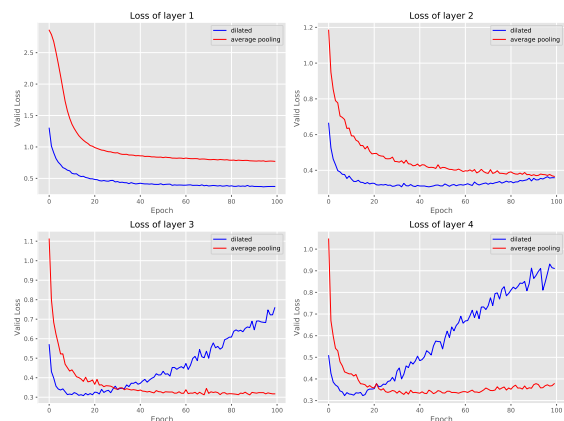 Loss of layer 1
dilated
average pooling
Valid Loss
2.5
2.0
1.5
1.0
0.5
0 20 40 60 80 100
Epoch
Loss of layer 2
dilated
average pooling
Valid Loss
1.2
1.0
0.8
0.6
0.4
0 20 40 60 80 100
Epoch
Loss of layer 3
dilated
average pooling
Valid Loss
1.1
1.0
0.9
0.8
0.7
0.6
0.5
0.4
0.3
0 20 40 60 80 100
Epoch
Loss of layer 4
dilated
average pooling
Valid Loss
1.0
0.9
0.8
0.7
0.6
0.5
0.4
0.3
0 20 40 60 80 100
Epoch